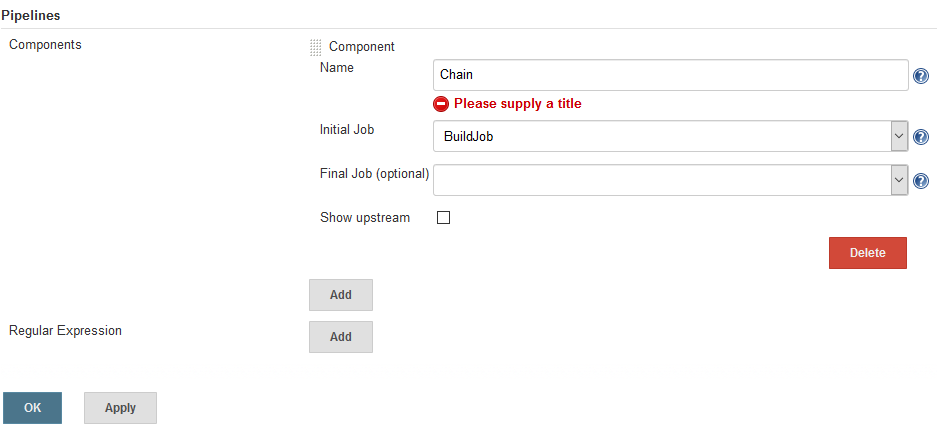 Pipelines
Components
Component
Name
Chain
?
Please supply a title
Initial Job
BuildJob
?
Final Job (optional)
?
Show upstream
Delete
Add
Regular Expression
Add
OK
Apply